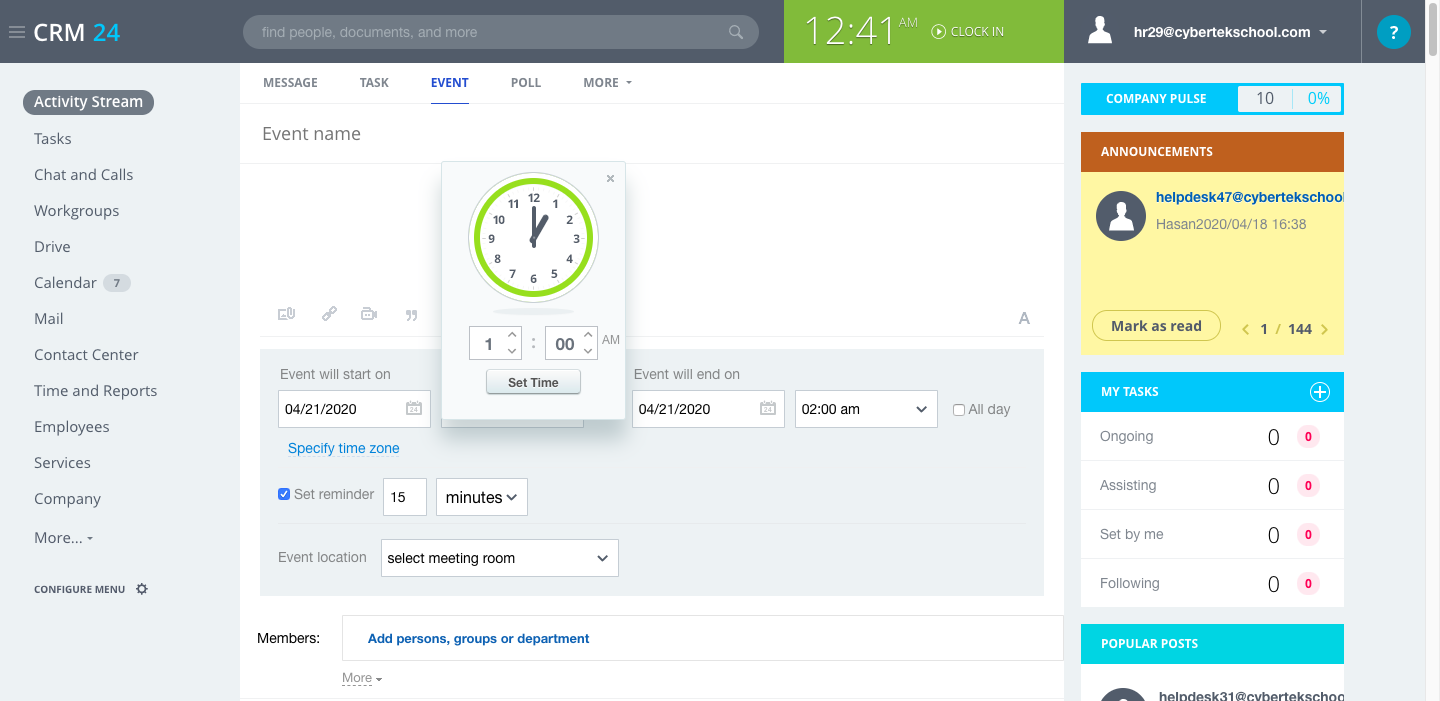 CRM 24
find people, documents, and more
12:41 AM
CLOCK IN
hr29@cybertekschool.com
?
Activity Stream
Tasks
Chat and Calls
Workgroups
Drive
Calendar 7
Mail
Contact Center
Time and Reports
Employees
Services
Company
More...
CONFIGURE MENU
MESSAGE TASK EVENT POLL MORE
Event name
12
1
2
3
4
5
6
7
8
9
10
11
1 : 00 AM
Set Time
A
Event will start on
04/21/2020
Event will end on
04/21/2020
02:00 am
All day
Specify time zone
Set reminder 15 minutes
Event location select meeting room
Members: Add persons, groups or department
More
COMPANY PULSE 10 0%
ANNOUNCEMENTS
helpdesk47@cybertekschool
Hasan2020/04/18 16:38
Mark as read
1 / 144
MY TASKS
Ongoing 0 0
Assisting 0 0
Set by me 0 0
Following 0 0
POPULAR POSTS
helpdesk31@cybertekschoo